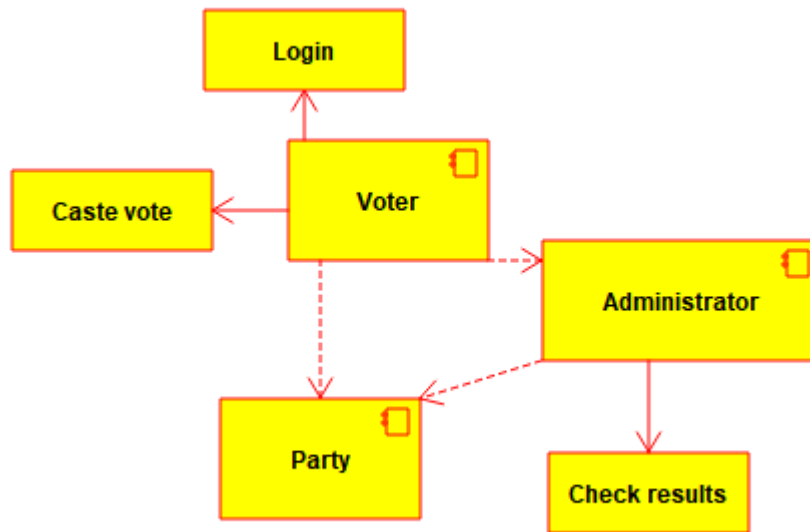 Login
Caste vote
Voter
Administrator
Party
Check results